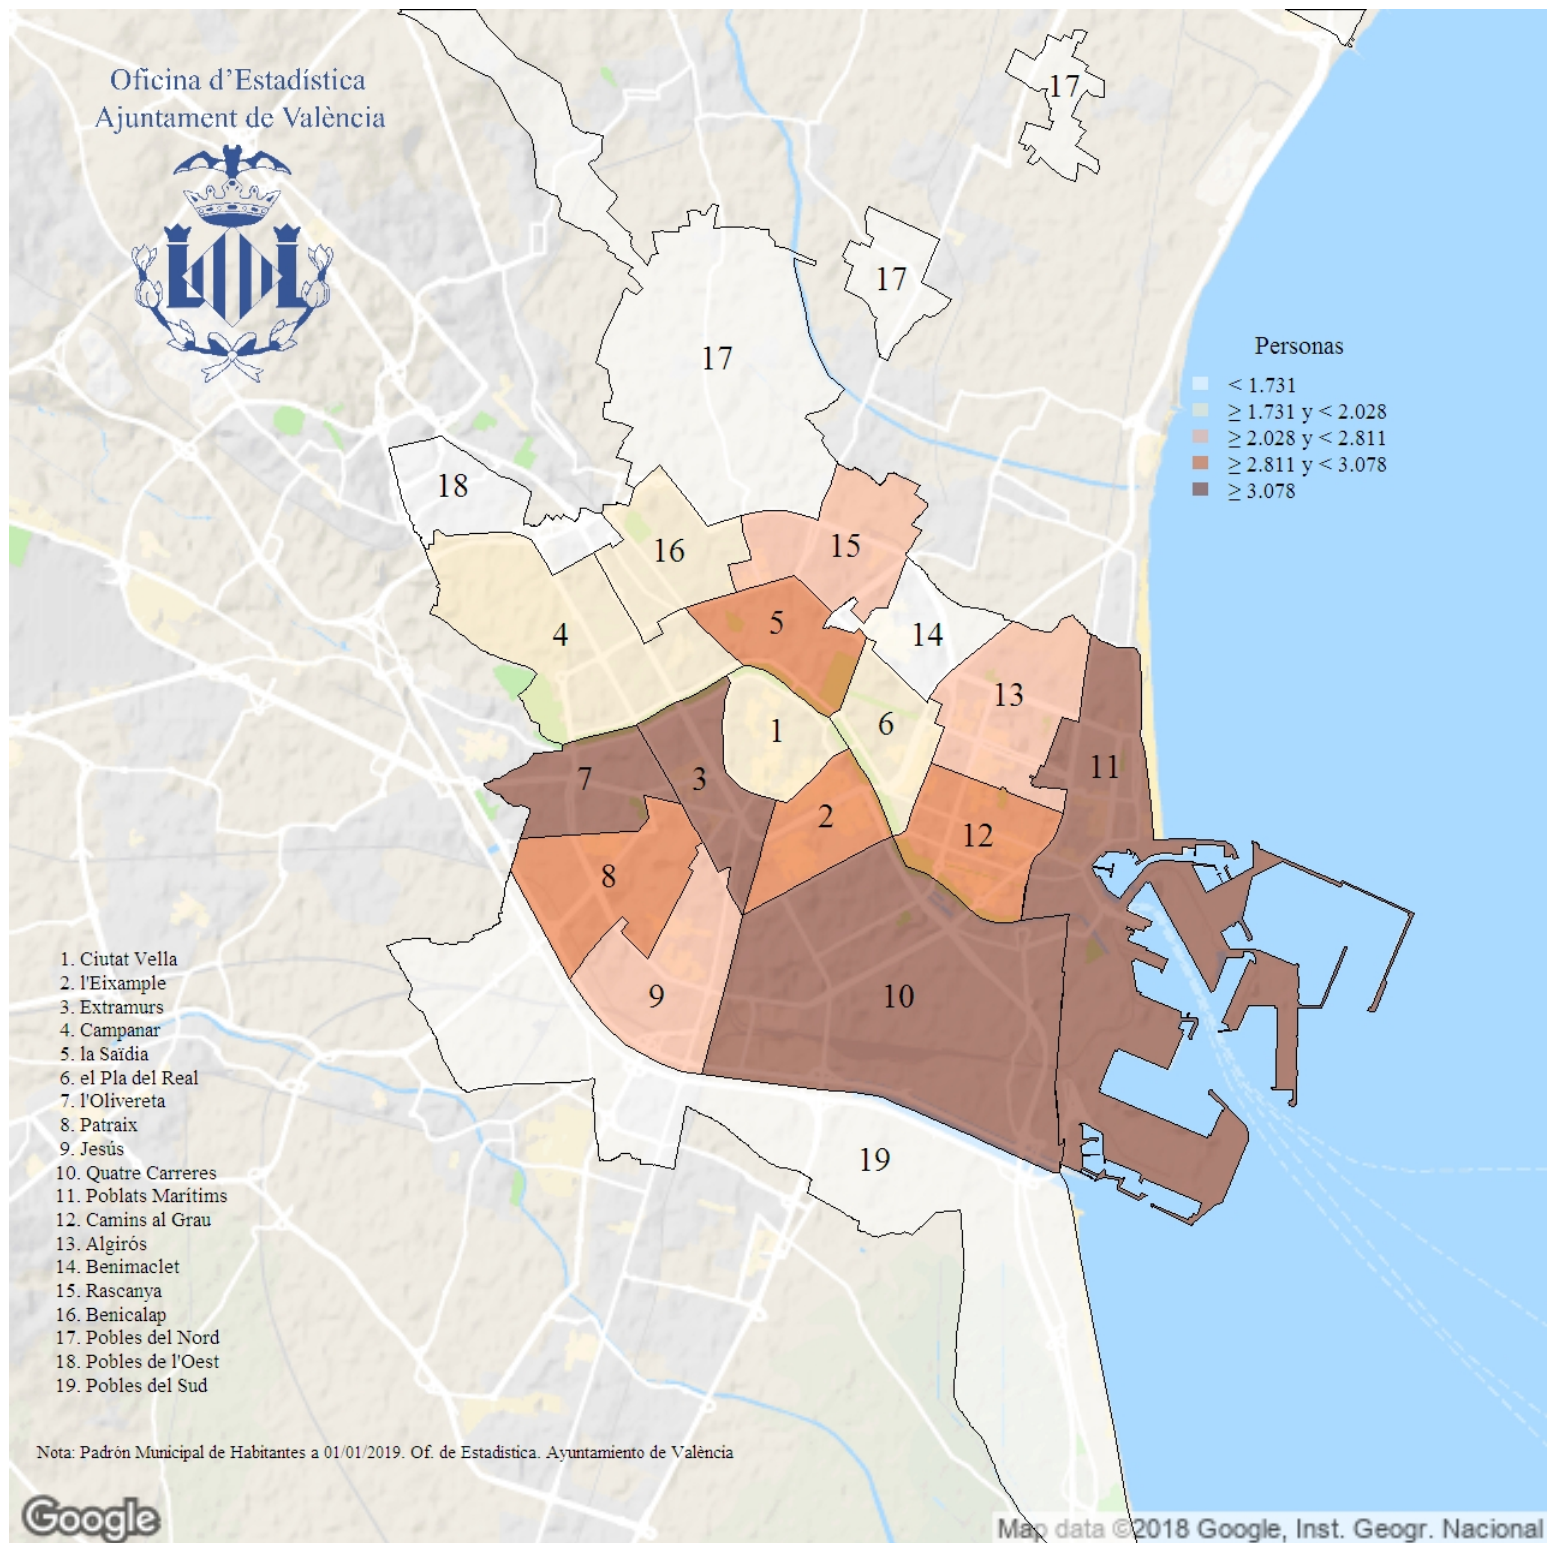 Oficina d'Estadística
Ajuntament de València
17
17
17
18
16
15
5
4
14
13
1
6
11
7
3
2
12
8
9
10
19
Personas
< 1.731
≥ 1.731 y < 2.028
≥ 2.028 y < 2.811
≥ 2.811 y < 3.078
≥ 3.078
1. Ciutat Vella
2. l'Eixample
3. Extramurs
4. Campanar
5. la Saïdia
6. el Pla del Real
7. l'Olivereta
8. Patraix
9. Jesús
10. Quatre Carreres
11. Poblats Marítims
12. Camins al Grau
13. Algirós
14. Benimaclet
15. Rascanya
16. Benicalap
17. Pobles del Nord
18. Pobles de l'Oest
19. Pobles del Sud
Nota: Padrón Municipal de Habitantes a 01/01/2019. Of. de Estadística. Ayuntamiento de València
Google
Map data ©2018 Google, Inst. Geogr. Nacional